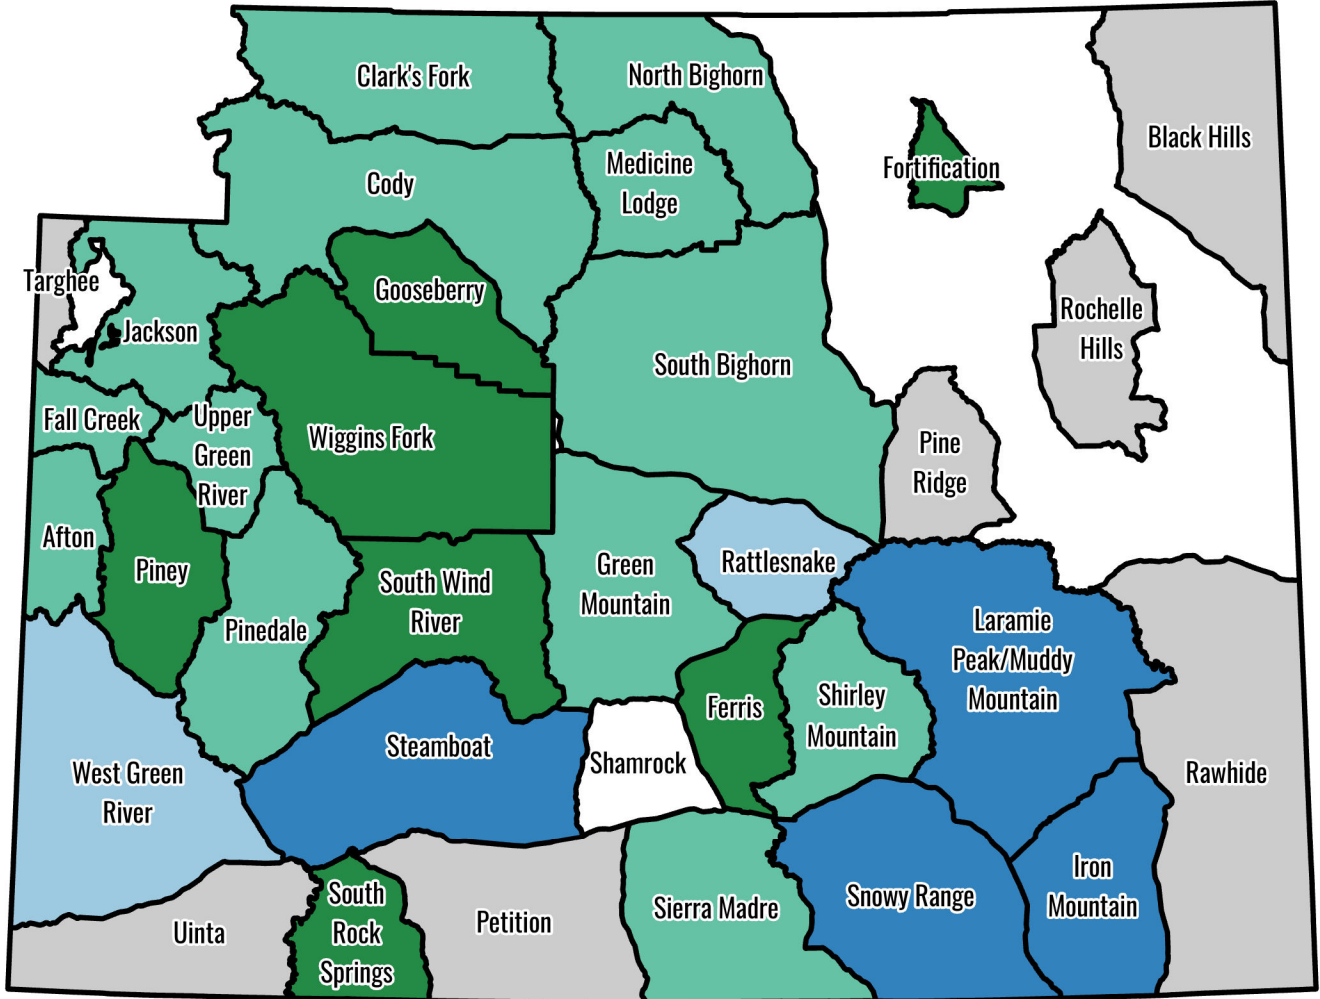 Clark's Fork
North Bighorn
Black Hills
Medicine
Lodge
Fortification
Cody
Targhee
Gooseberry
Jackson
Rochelle
Hills
South Bighorn
Fall Creek
Upper
Green
River
Wiggins Fork
Pine
Ridge
Afton
Piney
South Wind
River
Green
Mountain
Rattlesnake
Pinedale
Laramie
Peak/Muddy
Mountain
Ferris
Shirley
Mountain
Steamboat
Shamrock
West Green
River
Rawhide
Iron
Mountain
Snowy Range
Sierra Madre
Petition
South
Rock
Springs
Uinta